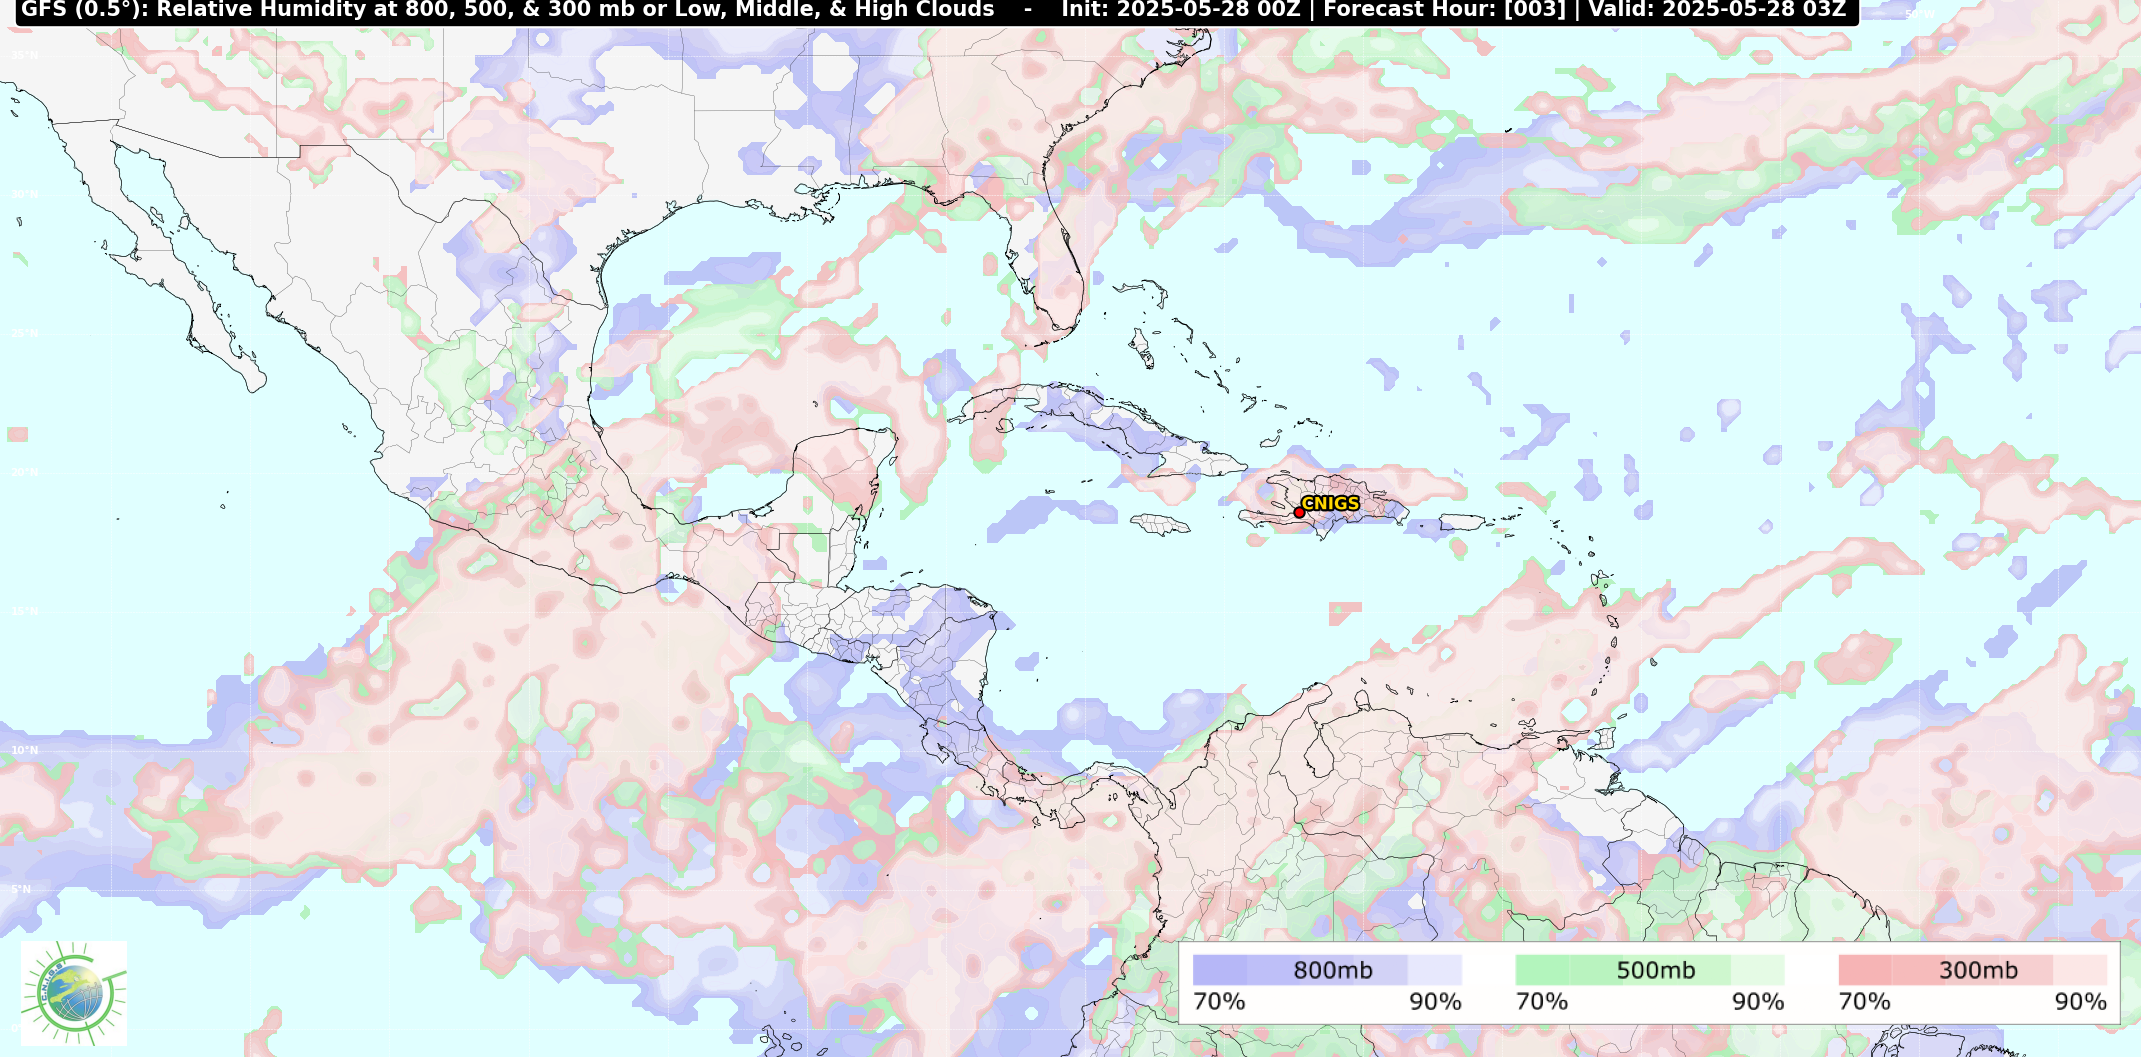 GFS (0.5°): Relative Humidity at 800, 500, & 300 mb or Low, Middle, & High Clouds - Init: 2025-05-28 00Z | Forecast Hour: [003] | Valid: 2025-05-28 03Z
50°W
35°N
30°N
25°N
20°N
CNIGS
15°N
10°N
5°N
0°
C.N.I.G.S
800mb
500mb
300mb
70%
90%
70%
90%
70%
90%